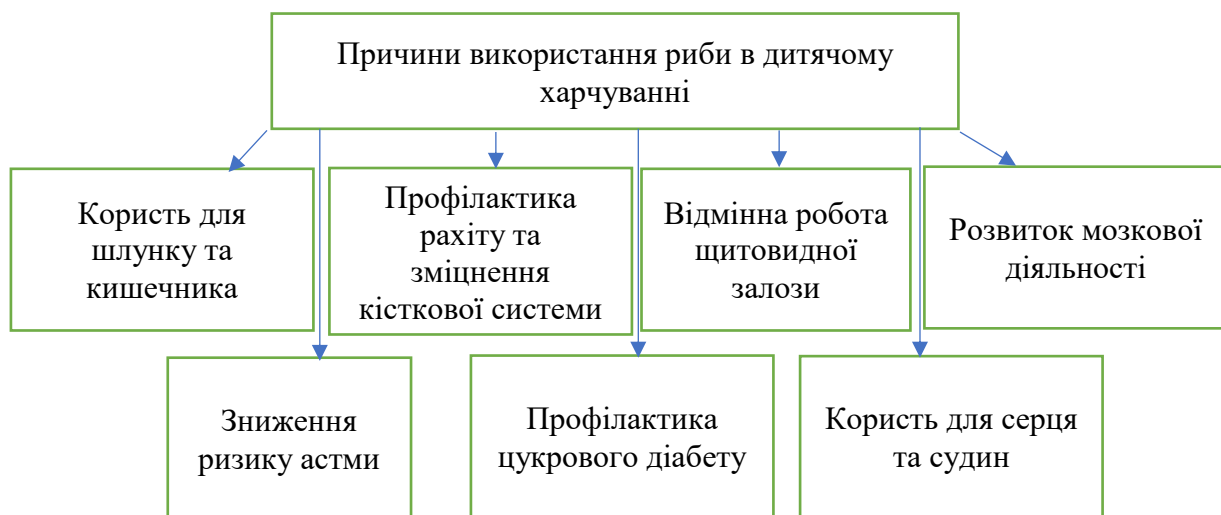 Причини використання риби в дитячому
харчуванні
Користь для
шлунку та
кишечника
Профілактика
рахіту та
зміцнення
кісткової системи
Відмінна робота
щитовидної
залози
Розвиток мозкової
діяльності
Зниження
ризику астми
Профілактика
цукрового діабету
Користь для серця
та судин